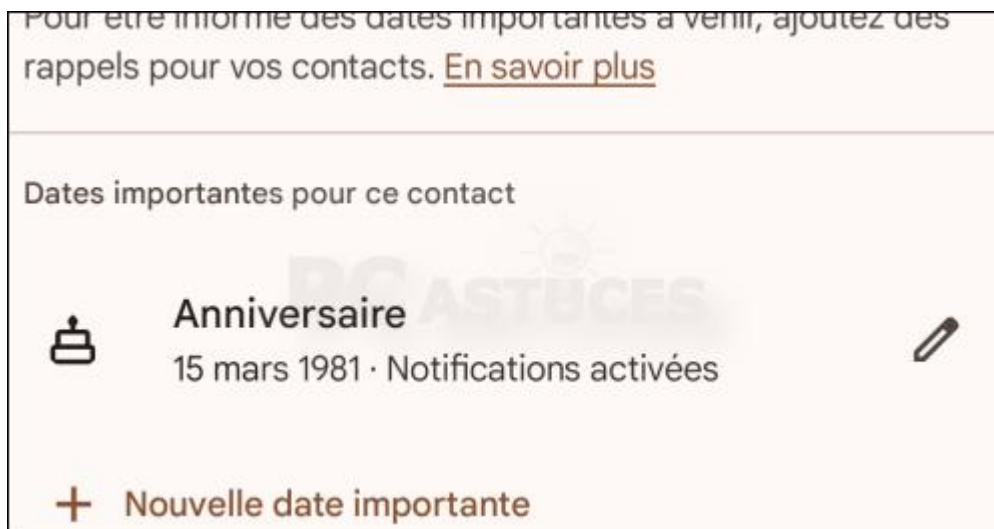 Pour être informé des dates importantes à venir, ajoutez des
rappels pour vos contacts. En savoir plus
Dates importantes pour ce contact
PC ASTUCES
Anniversaire
15 mars 1981 · Notifications activées
Nouvelle date importante